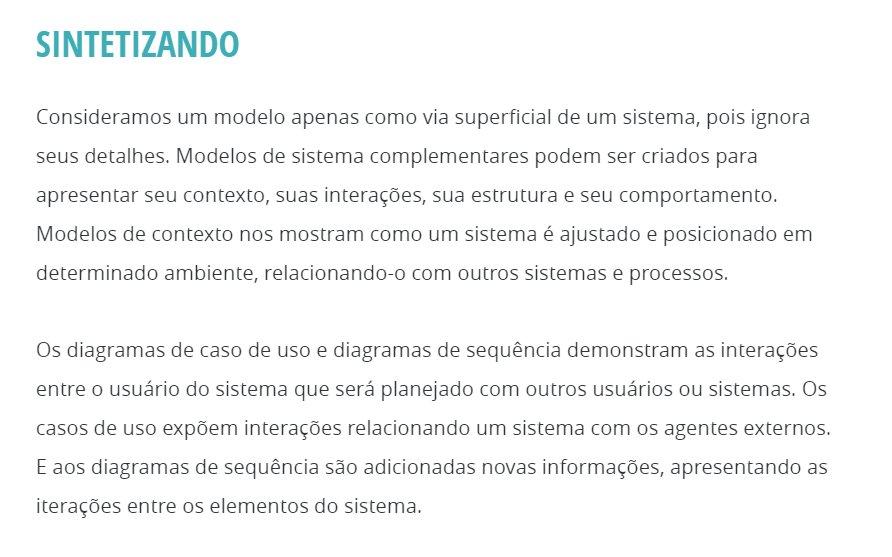 SINTETIZANDO
Consideramos um modelo apenas como via superficial de um sistema, pois ignora
seus detalhes. Modelos de sistema complementares podem ser criados para
apresentar seu contexto, suas interações, sua estrutura e seu comportamento.
Modelos de contexto nos mostram como um sistema é ajustado e posicionado em
determinado ambiente, relacionando-o com outros sistemas e processos.
Os diagramas de caso de uso e diagramas de sequência demonstram as interações
entre o usuário do sistema que será planejado com outros usuários ou sistemas. Os
casos de uso expõem interações relacionando um sistema com os agentes externos.
E aos diagramas de sequência são adicionadas novas informações, apresentando as
iterações entre os elementos do sistema.